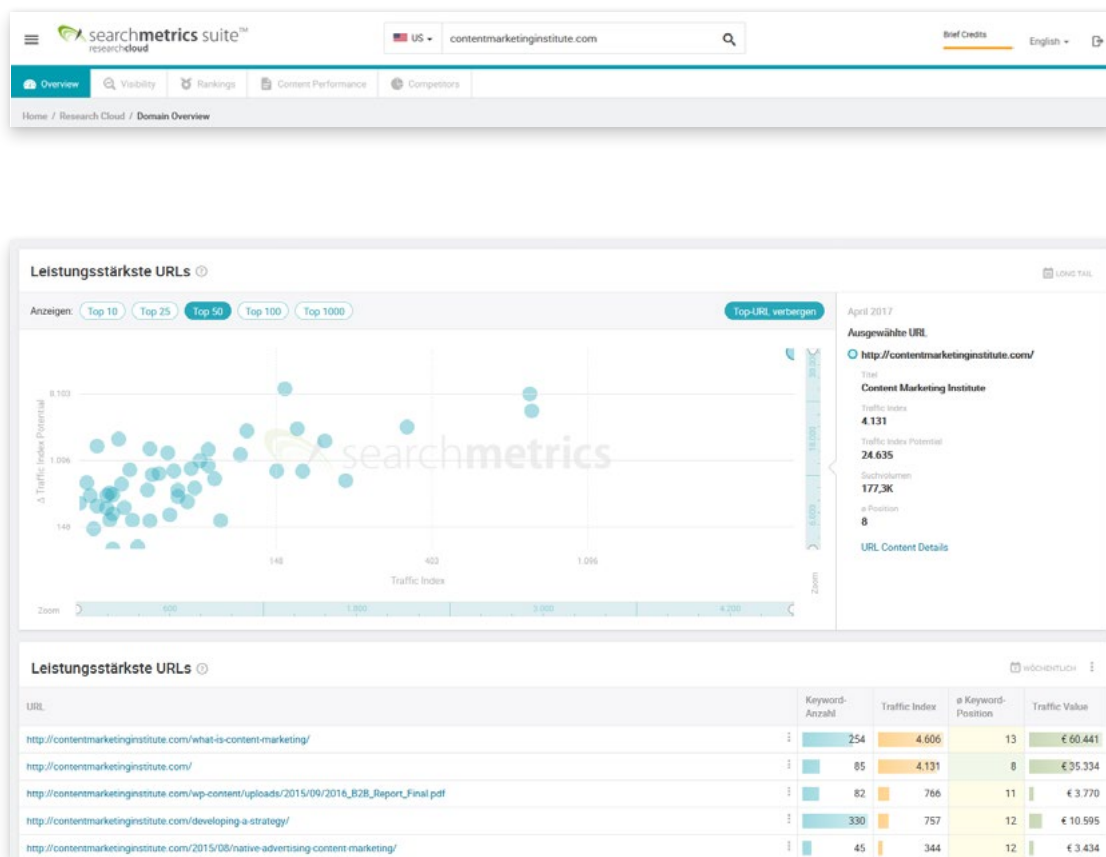 searchmetrics suite™
researchcloud
US
contentmarketinginstitute.com
Brief Credits
English
Overview
Visibility
Rankings
Content Performance
Competitors
Home / Research Cloud / Domain Overview
Leistungsstärkste URLs
LONG TAIL
Anzeigen: Top 10 Top 25 Top 50 Top 100 Top 1000
Top-URL verbergen
April 2017
Ausgewählte URL
http://contentmarketinginstitute.com/
Titel
Content Marketing Institute
Traffic Index
4.131
Traffic Index Potential
24.635
Suchvolumen
177,3K
ø Position
8
URL Content Details
Δ Traffic Index Potential
8.103
1.096
148
searchmetrics
30.000
18.000
6.000
Zoom
148 403 1.096
Traffic Index
Zoom
600 1.800 3.000 4.200
Leistungsstärkste URLs
WÖCHENTLICH
URL Keyword-Anzahl Traffic Index ø Keyword-Position Traffic Value
http://contentmarketinginstitute.com/what-is-content-marketing/ 254 4.606 13 € 60.441
http://contentmarketinginstitute.com/ 85 4.131 8 € 35.334
http://contentmarketinginstitute.com/wp-content/uploads/2015/09/2016_B2B_Report_Final.pdf 82 766 11 € 3.770
http://contentmarketinginstitute.com/developing-a-strategy/ 330 757 12 € 10.595
http://contentmarketinginstitute.com/2015/08/native-advertising-content-marketing/ 45 344 12 € 3.434